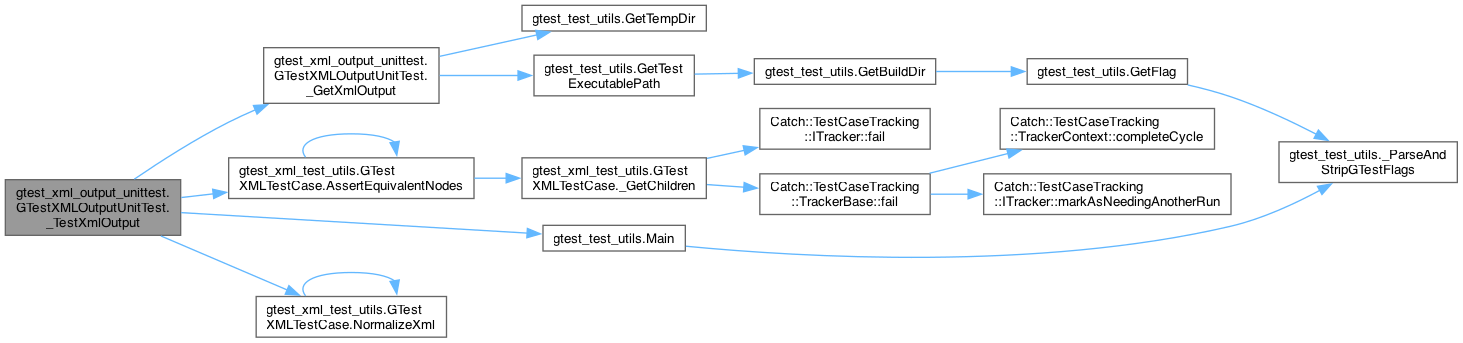 gtest_xml_output_unittest.
GTestXMLOutputUnitTest.
_TestXmlOutput
gtest_xml_output_unittest.
GTestXMLOutputUnitTest.
_GetXmlOutput
gtest_test_utils.GetTempDir
gtest_test_utils.GetTest
ExecutablePath
gtest_test_utils.GetBuildDir
gtest_test_utils.GetFlag
gtest_test_utils._ParseAnd
StripGTestFlags
gtest_xml_test_utils.GTest
XMLTestCase.AssertEquivalentNodes
gtest_xml_test_utils.GTest
XMLTestCase._GetChildren
Catch::TestCaseTracking
::ITracker::fail
Catch::TestCaseTracking
::TrackerBase::fail
Catch::TestCaseTracking
::TrackerContext::completeCycle
Catch::TestCaseTracking
::ITracker::markAsNeedingAnotherRun
gtest_test_utils.Main
gtest_xml_test_utils.GTest
XMLTestCase.NormalizeXml